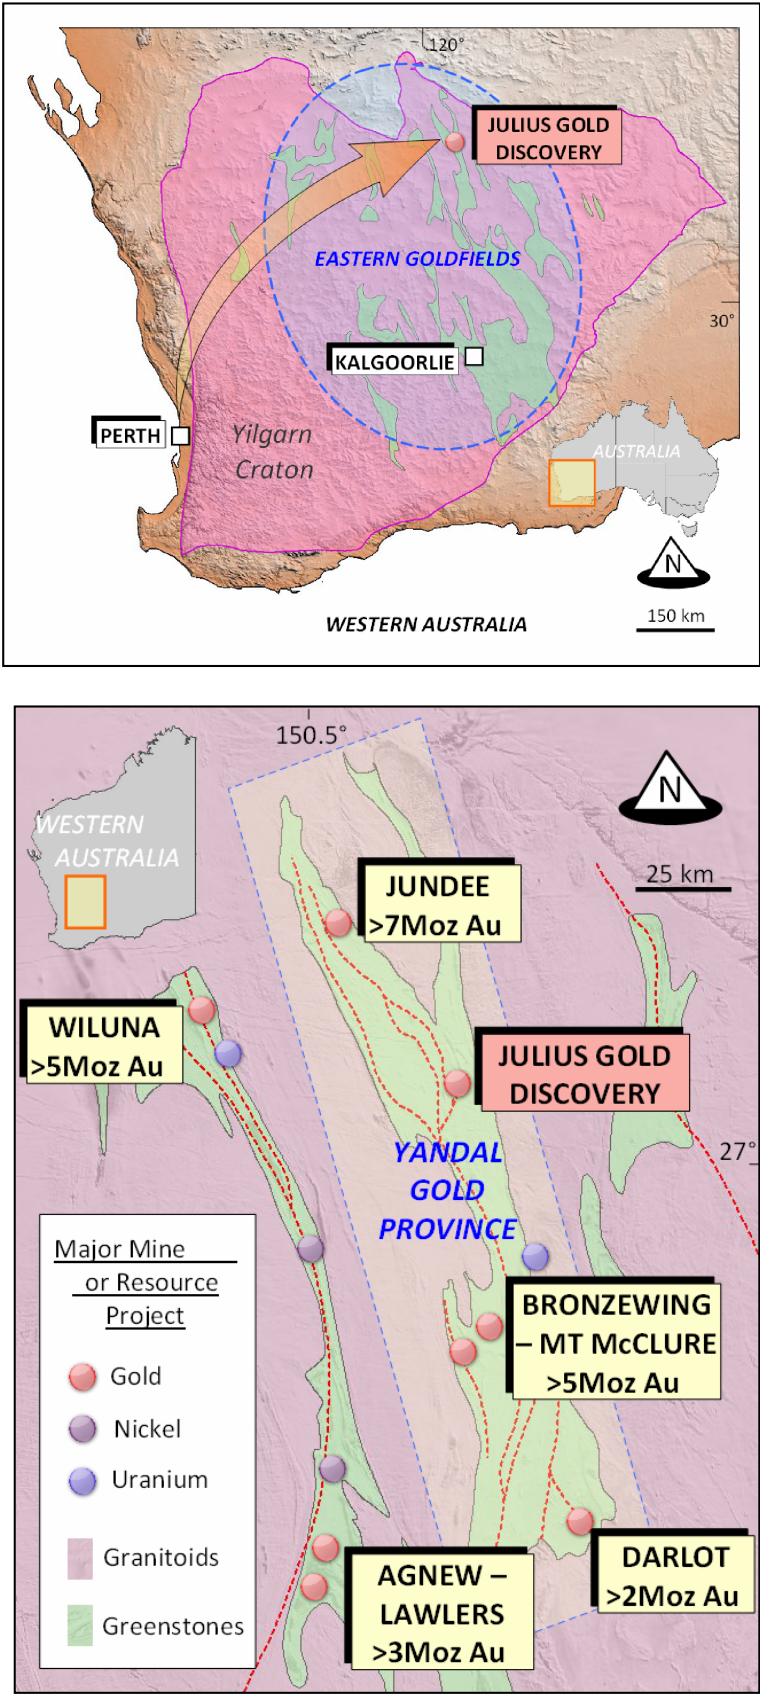 120°
JULIUS GOLD
DISCOVERY
EASTERN GOLDFIELDS
30°
KALGOORLIE
PERTH
Yilgarn
Craton
AUSTRALIA
N
150 km
WESTERN AUSTRALIA
150.5°
WESTERN
AUSTRALIA
N
25 km
JUNDEE
>7Moz Au
WILUNA
>5Moz Au
JULIUS GOLD
DISCOVERY
YANDAL
GOLD
PROVINCE
27°
Major Mine
or Resource
Project
Gold
Nickel
Uranium
Granitoids
Greenstones
BRONZEWING
– MT McCLURE
>5Moz Au
AGNEW –
LAWLERS
>3Moz Au
DARLOT
>2Moz Au